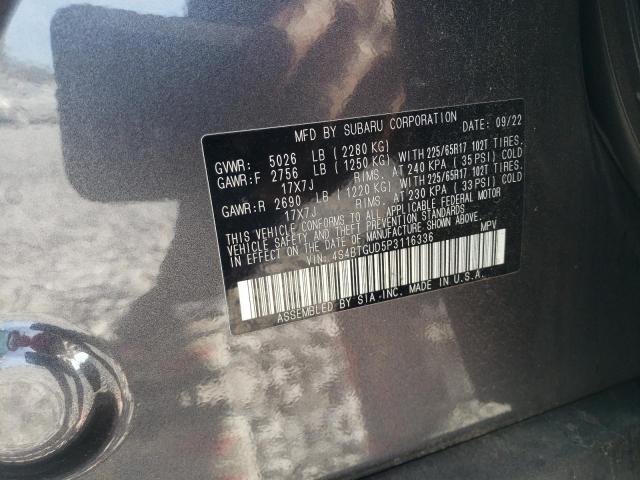 MFD BY SUBARU CORPORATION DATE: 09/22
GVWR: 5026 LB ( 2280 KG)
GAWR:F 2756 LB ( 1250 KG) WITH 225/65R17 102T TIRES,
17X7J RIMS, AT 240 KPA ( 35 PSI) COLD
GAWR:R 2690 LB ( 1220 KG) WITH 225/65R17 102T TIRES,
17X7J RIMS, AT 230 KPA ( 33 PSI) COLD
THIS VEHICLE CONFORMS TO ALL APPLICABLE FEDERAL MOTOR
VEHICLE SAFETY AND THEFT PREVENTION STANDARDS IN EFFECT ON THE
DATE OF MANUFACTURE SHOWN ABOVE.
VIN: 4S4BTGUD5P3116336 MPV
ASSEMBLED BY SIA-INC. MADE IN U.S.A.